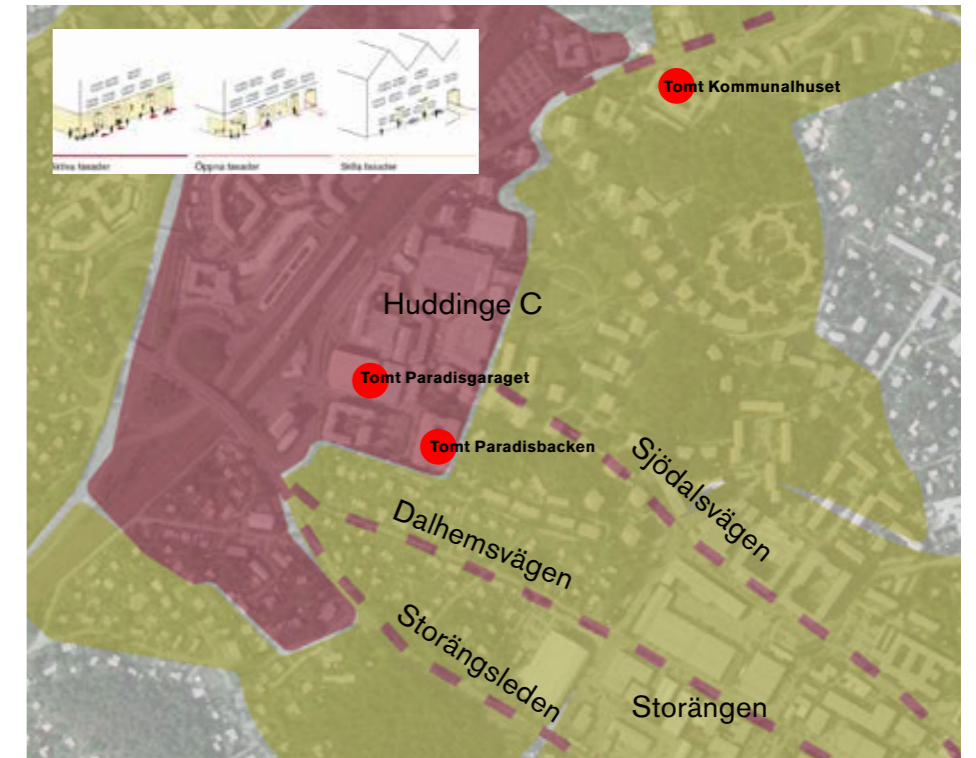 Aktiva fasader
Öppna fasader
Stilla fasader
Tomt Kommunalhuset
Huddinge C
Tomt Paradisgaraget
Tomt Paradisbacken
Sjödalsvägen
Dalhemsvägen
Storängsleden
Storängen